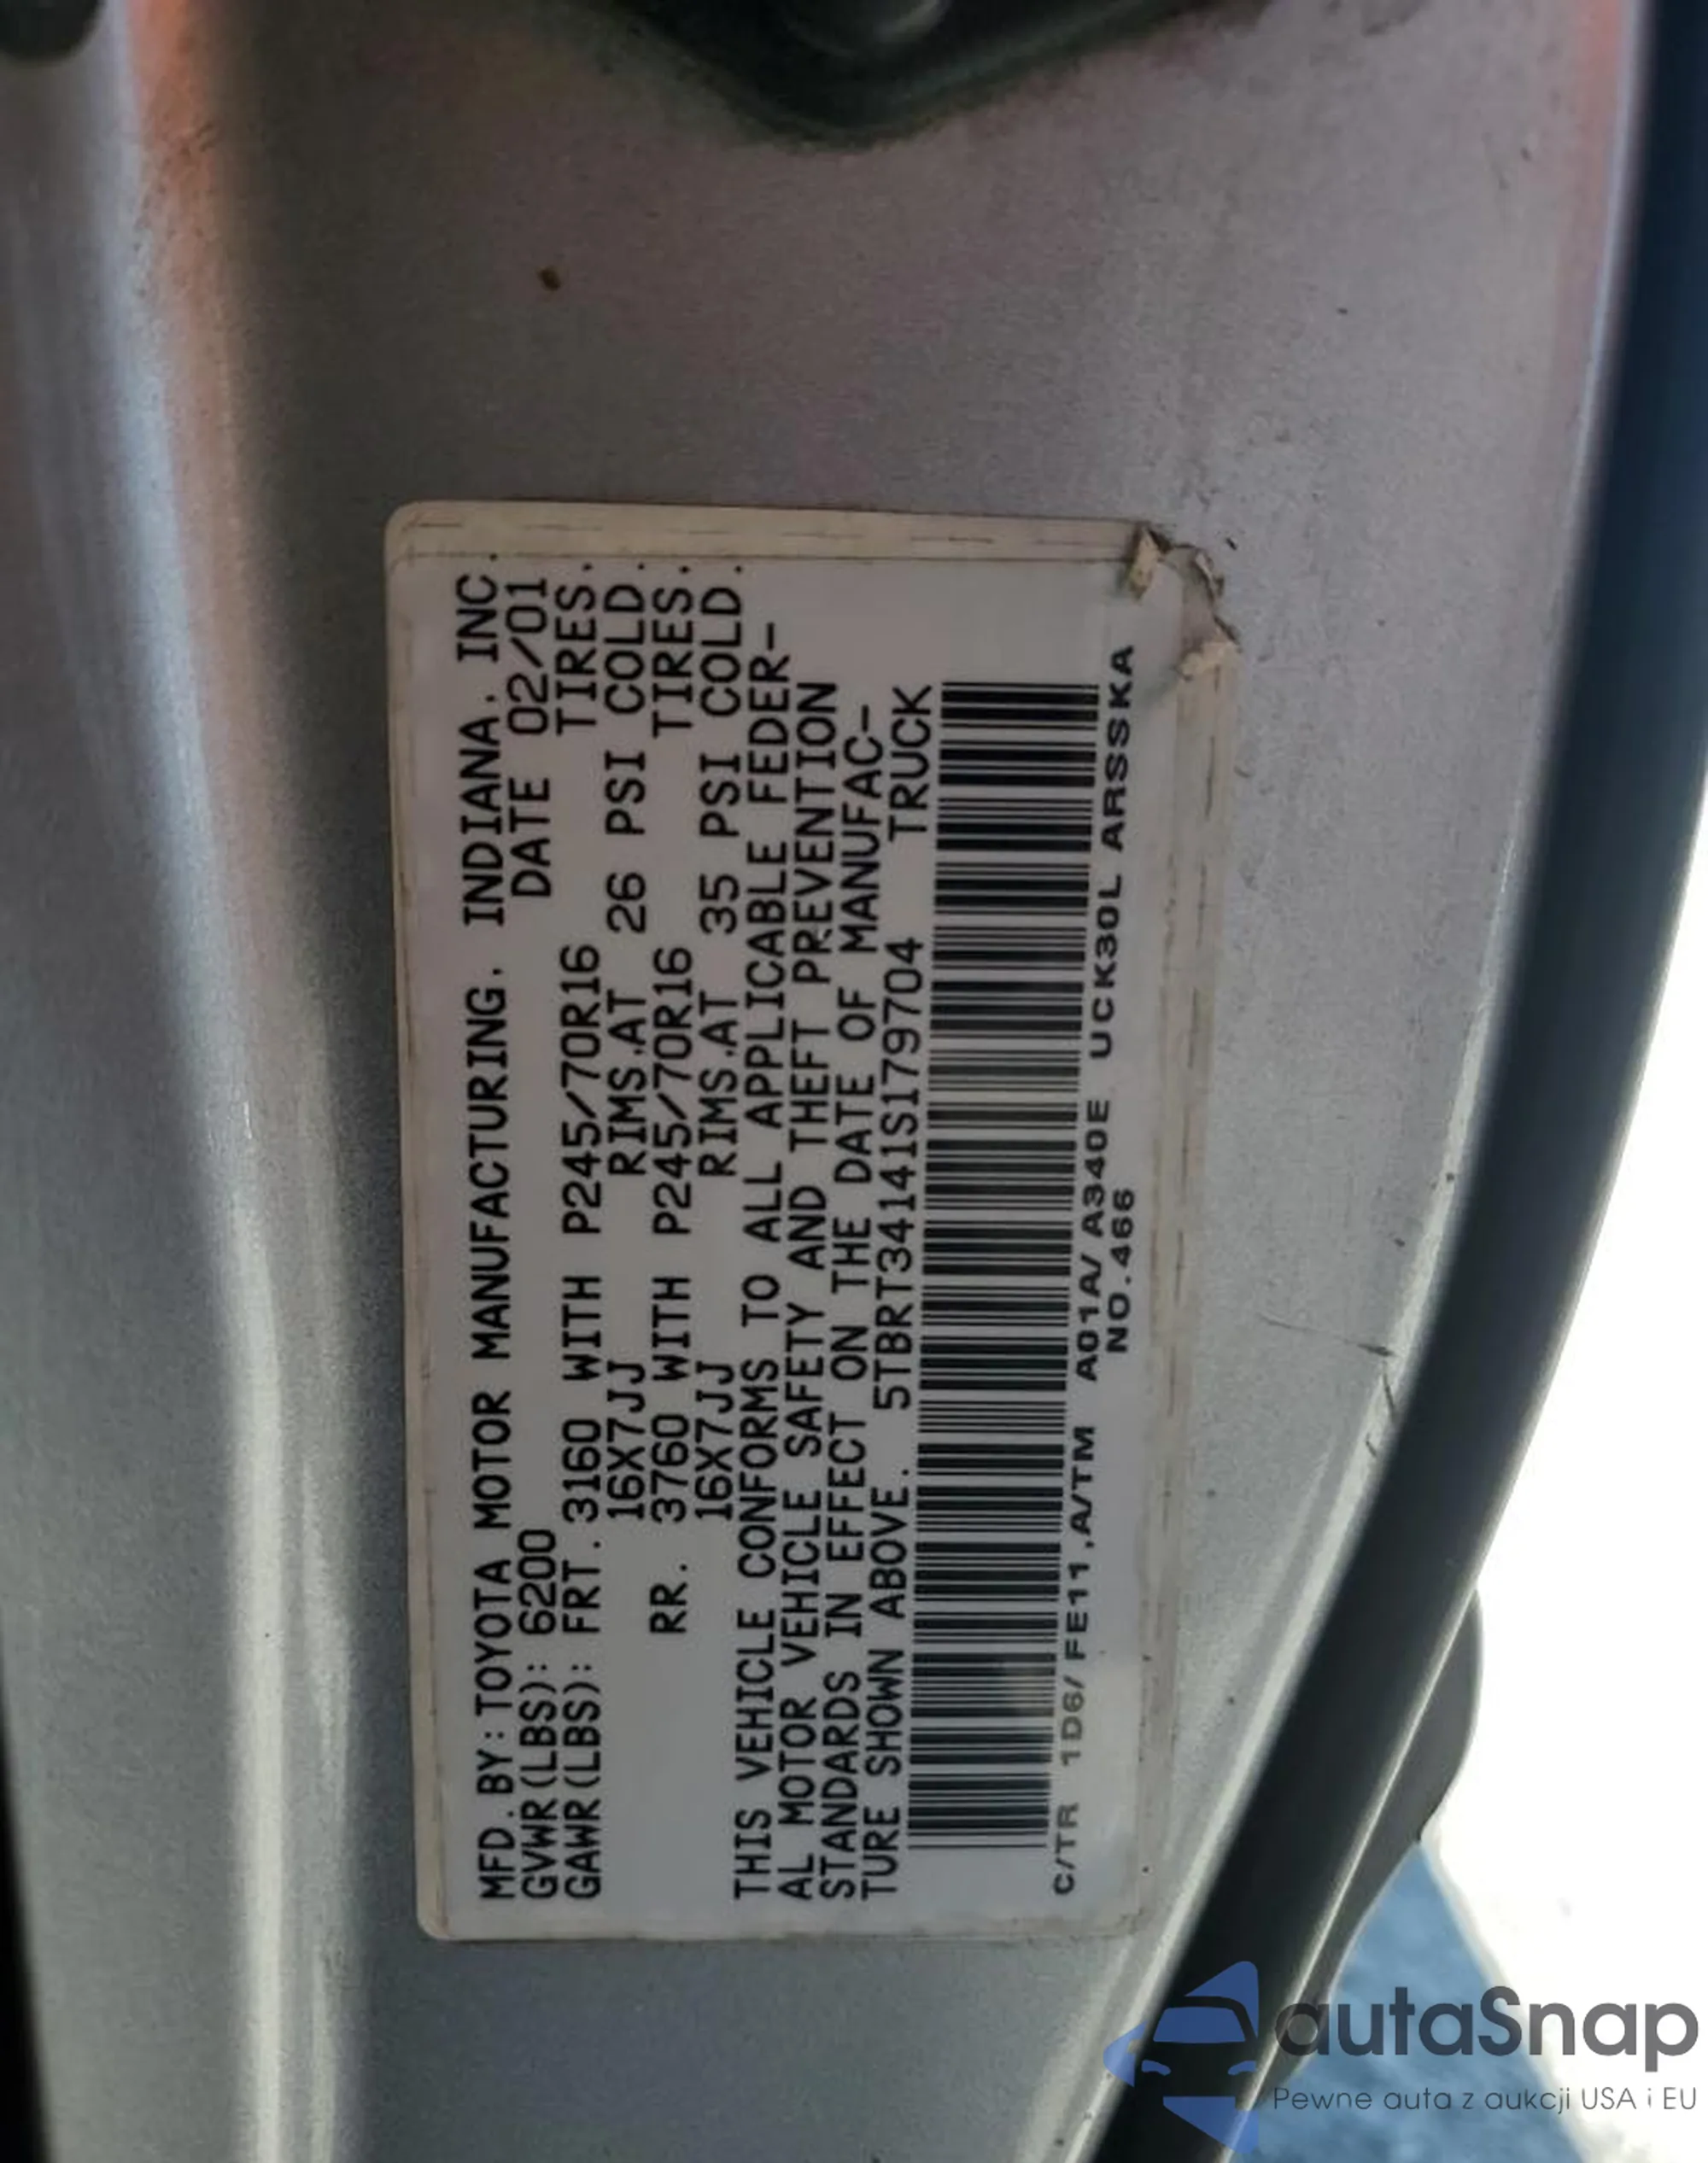 MFD.BY:TOYOTA MOTOR MANUFACTURING. INDIANA. INC.
GVWR(LBS): 6200 DATE 02/01
GAWR(LBS): FRT.3160 WITH P245/70R16 TIRES.
16X7JJ RIMS.AT 26 PSI COLD.
RR. 3760 WITH P245/70R16 TIRES.
16X7JJ RIMS.AT 35 PSI COLD.
THIS VEHICLE CONFORMS TO ALL APPLICABLE FEDER-
AL MOTOR VEHICLE SAFETY AND THEFT PREVENTION
STANDARDS IN EFFECT ON THE DATE OF MANUFAC-
TURE SHOWN ABOVE. 5TBRT34141S179704 TRUCK
C/TR 1D6/FE11,A/TM A01A/A340E UCK30L ARSSKA
NO.466
autaSnap
Pewne auta z aukcji USA i EU